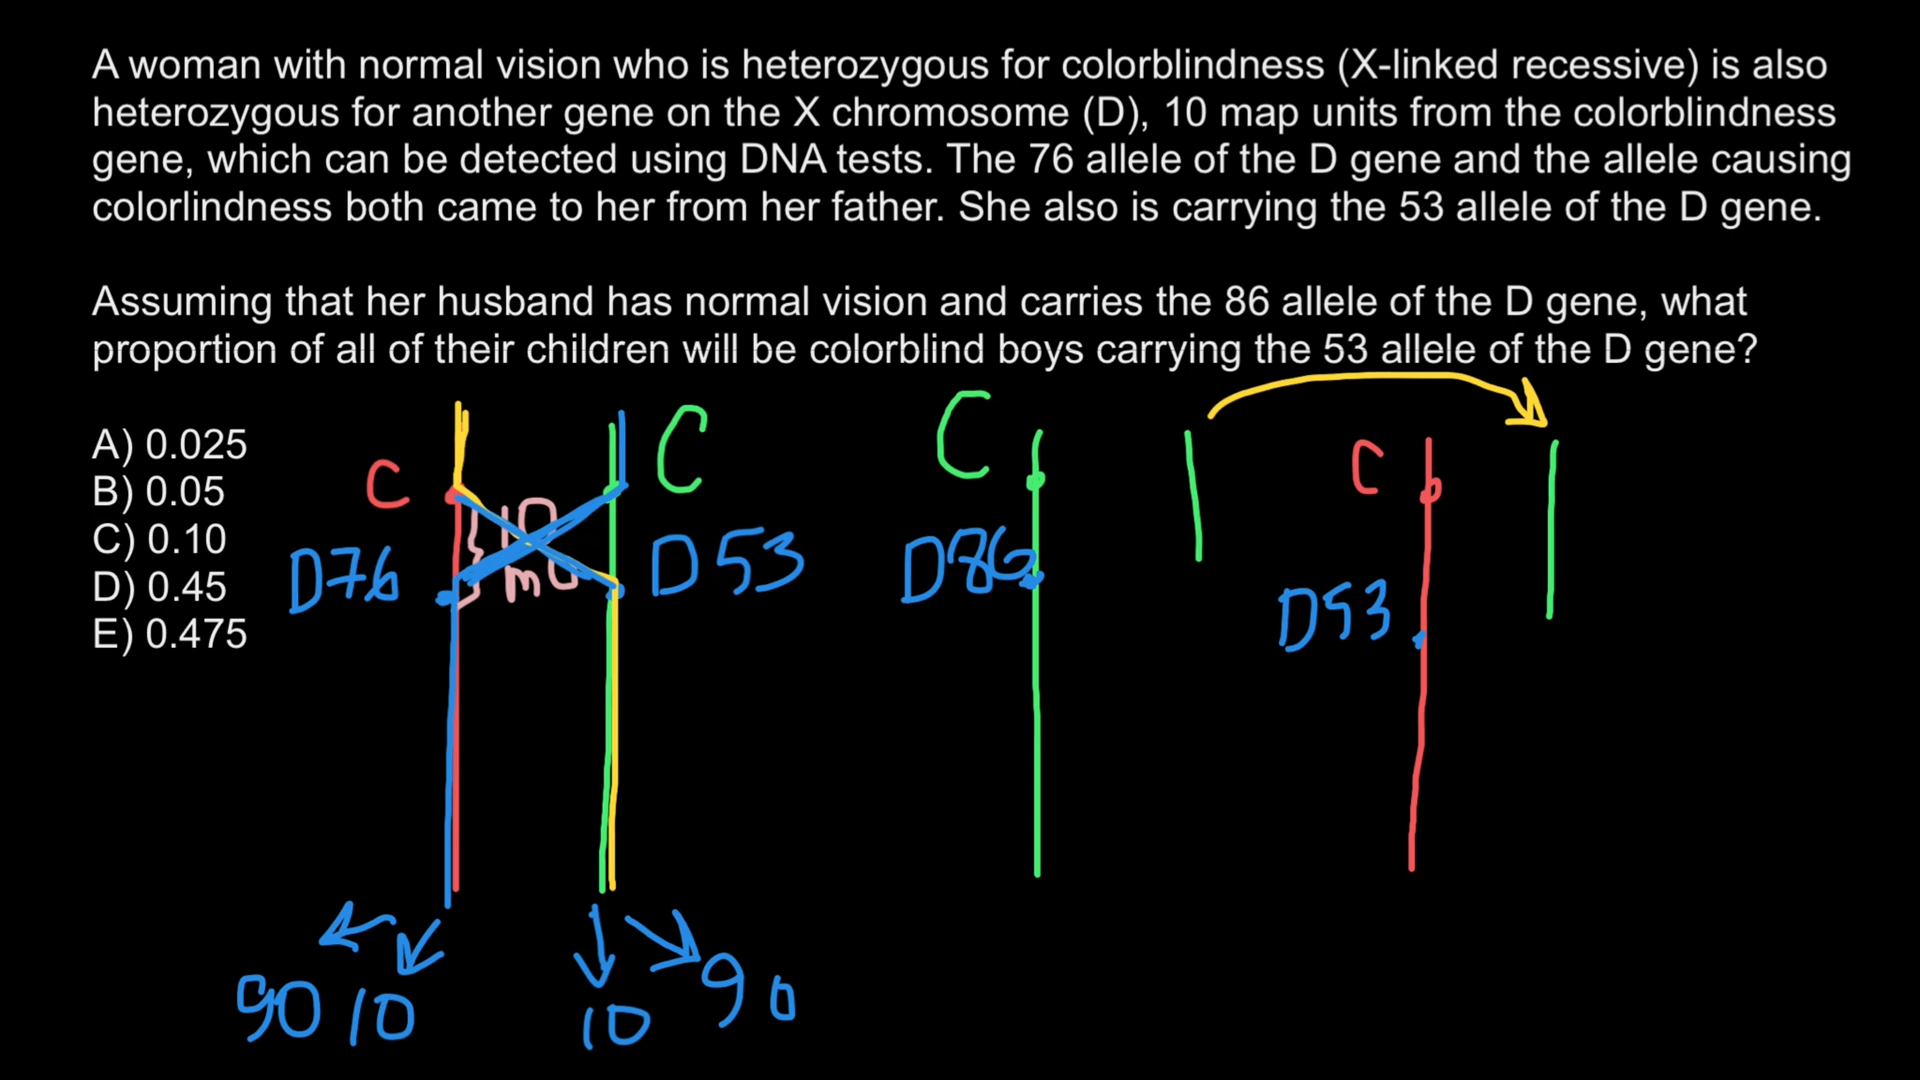 A woman with normal vision who is heterozygous for colorblindness (X-linked recessive) is also
heterozygous for another gene on the X chromosome (D), 10 map units from the colorblindness
gene, which can be detected using DNA tests. The 76 allele of the D gene and the allele causing
colorlindness both came to her from her father. She also is carrying the 53 allele of the D gene.
Assuming that her husband has normal vision and carries the 86 allele of the D gene, what
proportion of all of their children will be colorblind boys carrying the 53 allele of the D gene?
A) 0.025
B) 0.05
C) 0.10
D) 0.45
E) 0.475
c
C
C
c
10
mu
D76
D53
D86
D53
90 10
10 90